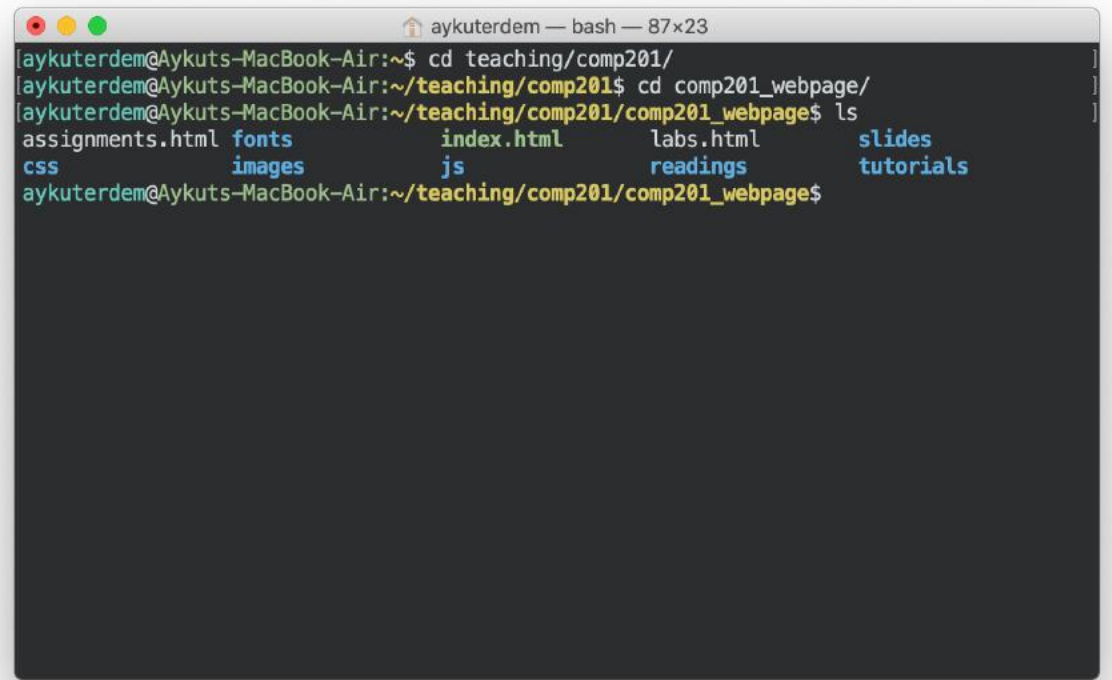 aykuterdem — bash — 87×23
[aykuterdem@Aykuts-MacBook-Air:~$ cd teaching/comp201/ ]
[aykuterdem@Aykuts-MacBook-Air:~/teaching/comp201$ cd comp201_webpage/ ]
[aykuterdem@Aykuts-MacBook-Air:~/teaching/comp201/comp201_webpage$ ls ]
assignments.html fonts index.html labs.html slides
css images js readings tutorials
aykuterdem@Aykuts-MacBook-Air:~/teaching/comp201/comp201_webpage$